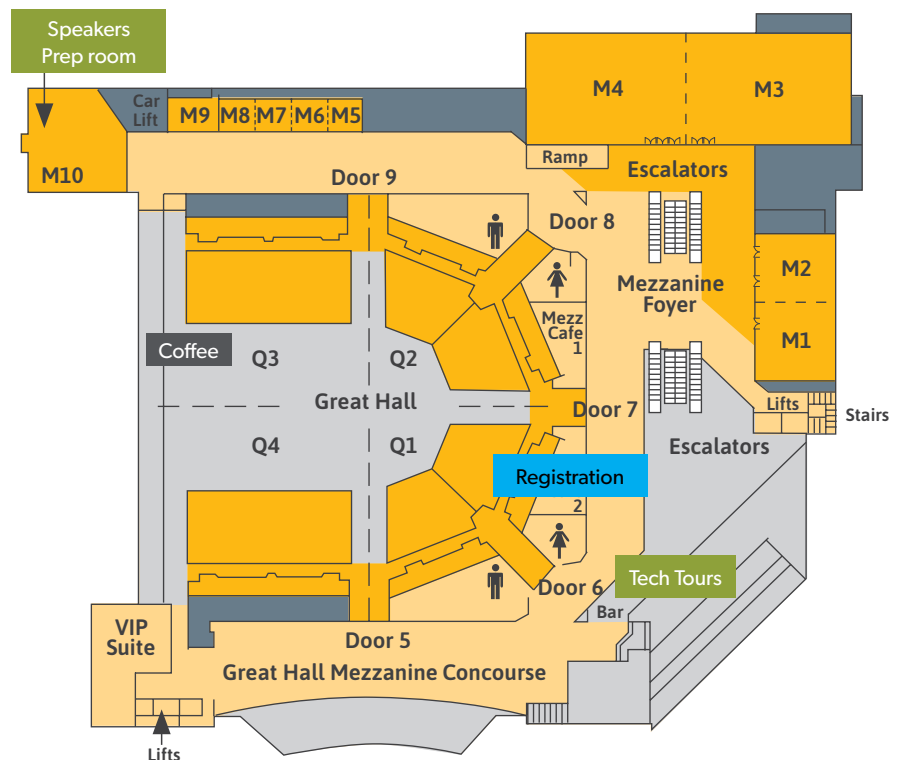 Speakers
Prep room
M4
M3
Car
Lift
M9
M8
M7
M6
M5
Ramp
Escalators
M10
Door 9
Door 8
M2
Mezzanine
Foyer
Mezz
Cafe
1
M1
Coffee
Q3
Q2
Great Hall
Door 7
Lifts
Stairs
Q4
Q1
Escalators
Registration
2
Tech Tours
Door 6
Bar
VIP
Suite
Door 5
Great Hall Mezzanine Concourse
Lifts